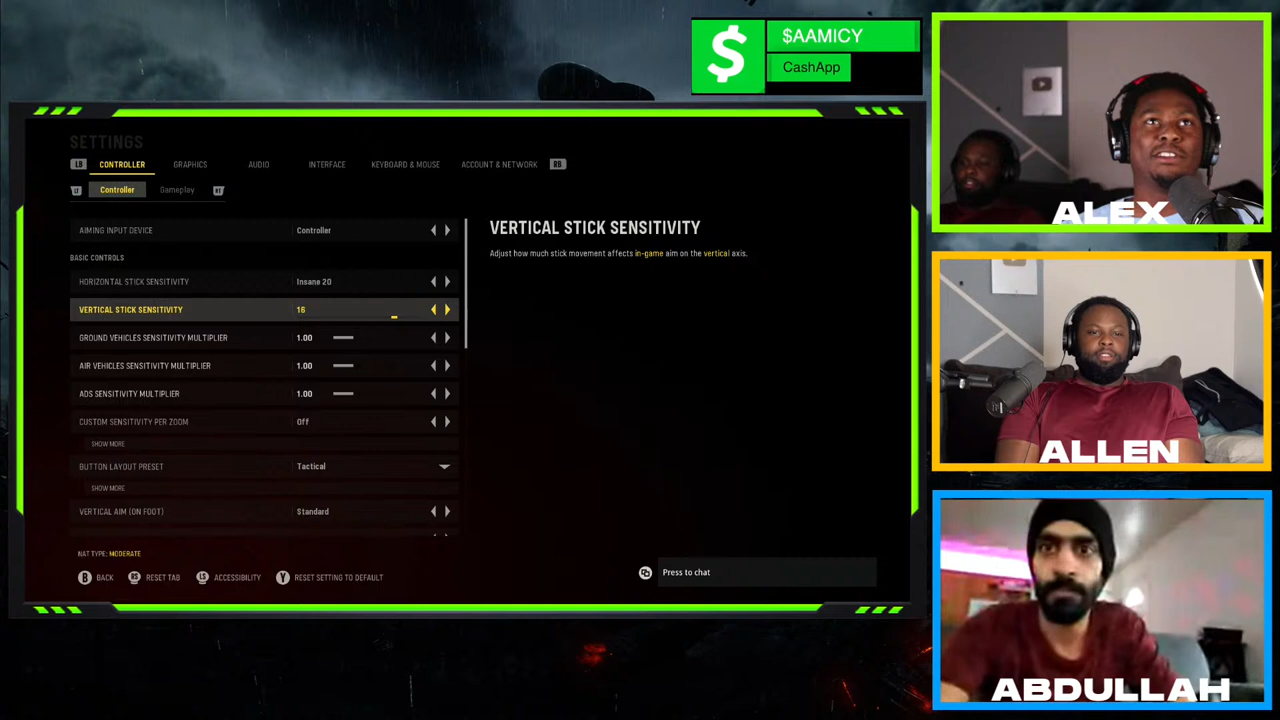 $AAMICY
CashApp
SETTINGS
LB CONTROLLER GRAPHICS AUDIO INTERFACE KEYBOARD & MOUSE ACCOUNT & NETWORK RB
LT Controller Gameplay RT
AIMING INPUT DEVICE Controller
BASIC CONTROLS
HORIZONTAL STICK SENSITIVITY Insane 20
VERTICAL STICK SENSITIVITY 16
GROUND VEHICLES SENSITIVITY MULTIPLIER 1.00
AIR VEHICLES SENSITIVITY MULTIPLIER 1.00
ADS SENSITIVITY MULTIPLIER 1.00
CUSTOM SENSITIVITY PER ZOOM Off
SHOW MORE
BUTTON LAYOUT PRESET Tactical
SHOW MORE
VERTICAL AIM (ON FOOT) Standard
VERTICAL STICK SENSITIVITY
Adjust how much stick movement affects in-game aim on the vertical axis.
NAT TYPE: MODERATE
B BACK RS RESET TAB LS ACCESSIBILITY Y RESET SETTING TO DEFAULT
Press to chat
ALEX
ALLEN
ABDULLAH